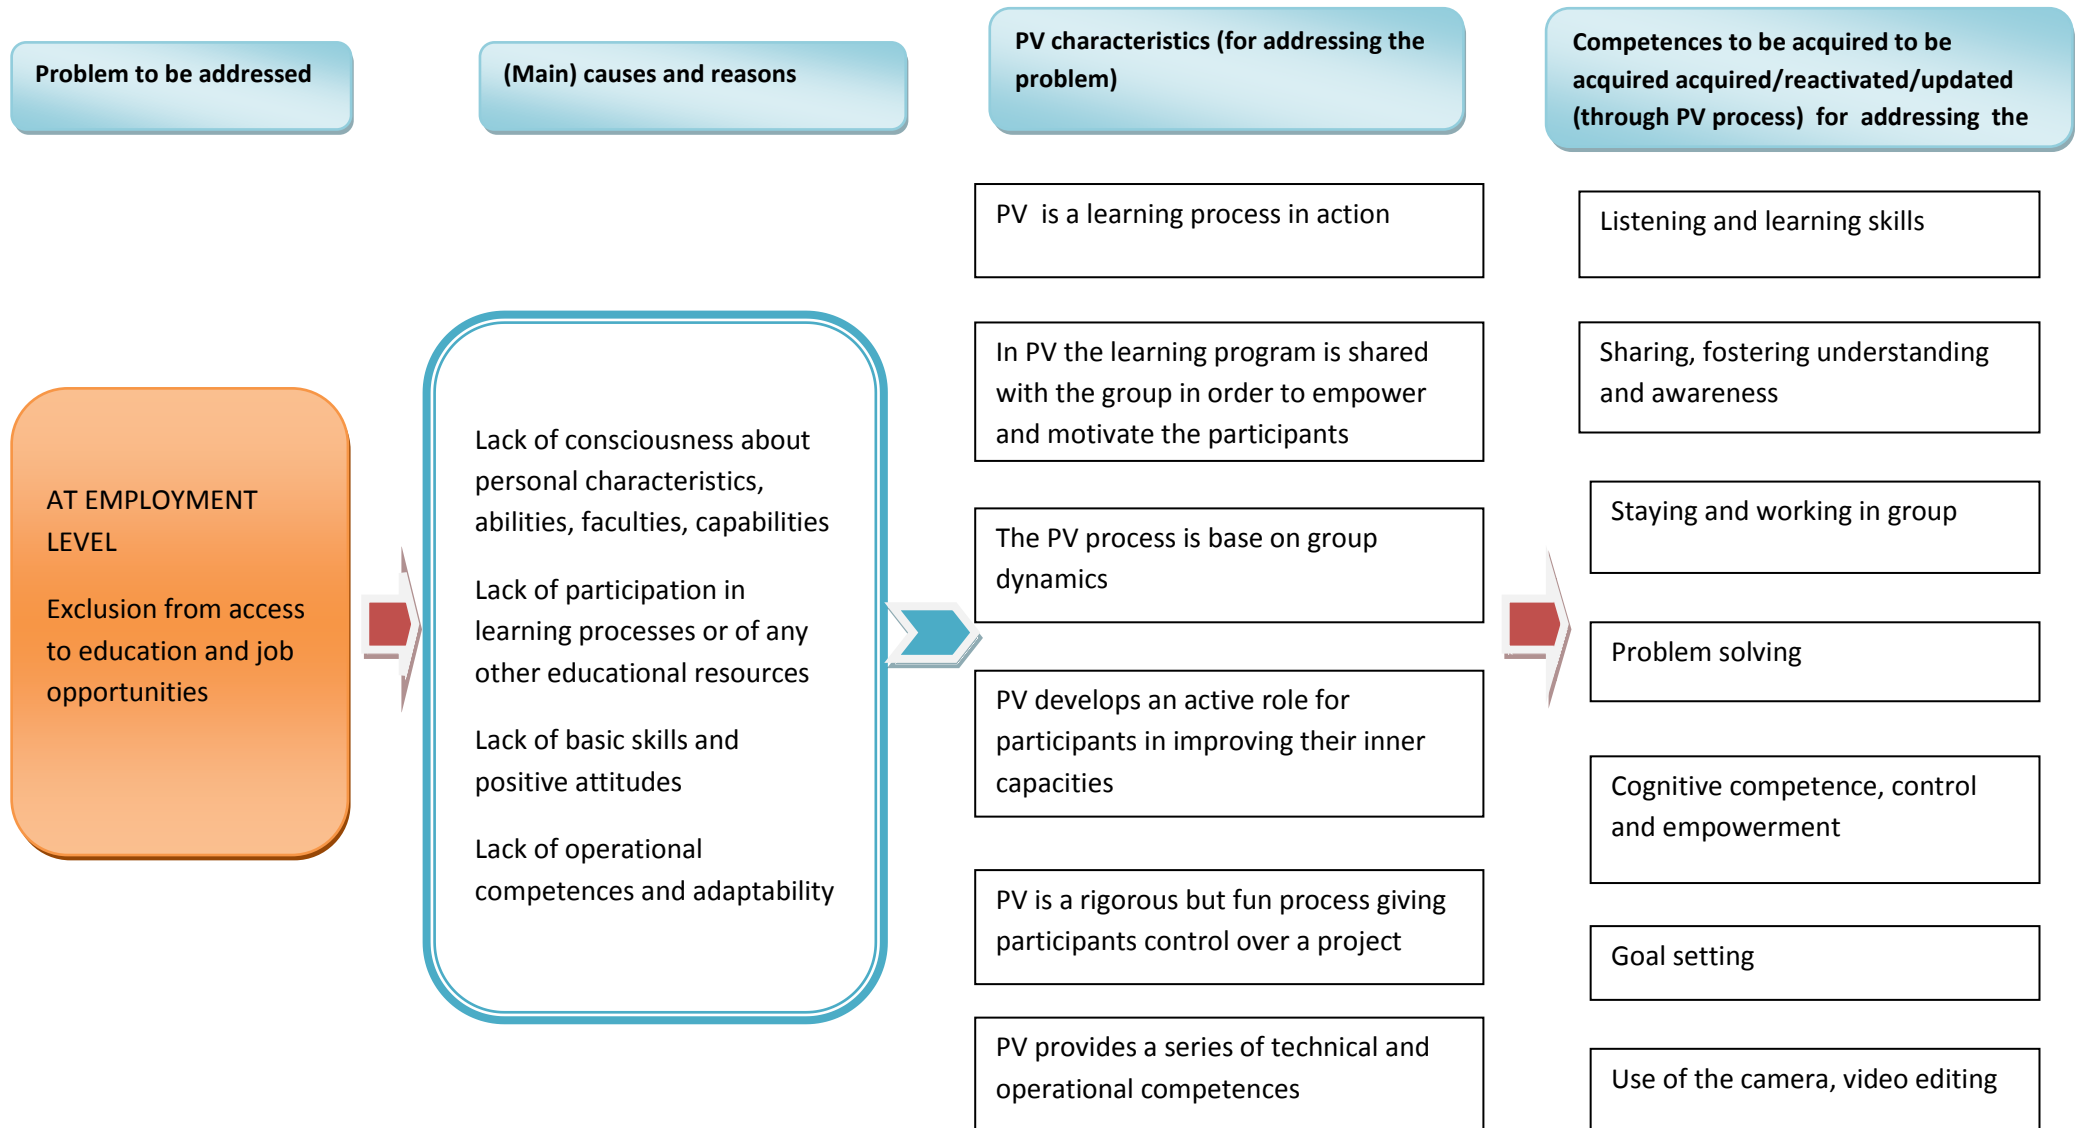 Problem to be addressed
(Main) causes and reasons
PV characteristics (for addressing the
problem)
Competences to be acquired to be
acquired acquired/reactivated/updated
(through PV process) for addressing the
AT EMPLOYMENT
LEVEL
Exclusion from access
to education and job
opportunities
Lack of consciousness about
personal characteristics,
abilities, faculties, capabilities
Lack of participation in
learning processes or of any
other educational resources
Lack of basic skills and
positive attitudes
Lack of operational
competences and adaptability
PV is a learning process in action
In PV the learning program is shared
with the group in order to empower
and motivate the participants
The PV process is base on group
dynamics
PV develops an active role for
participants in improving their inner
capacities
PV is a rigorous but fun process giving
participants control over a project
PV provides a series of technical and
operational competences
Listening and learning skills
Sharing, fostering understanding
and awareness
Staying and working in group
Problem solving
Cognitive competence, control
and empowerment
Goal setting
Use of the camera, video editing